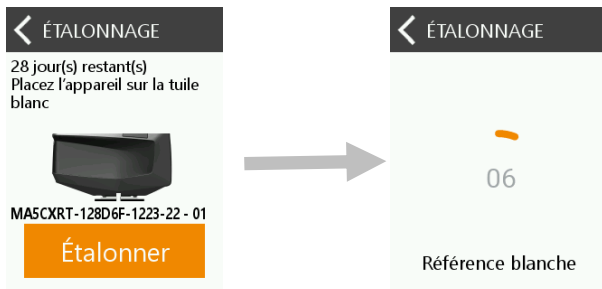 ÉTALONNAGE
28 jour(s) restant(s)
Placez l'appareil sur la tuile
blanc
MA5CXRT-128D6F-1223-22 - 01
Étalonner
ÉTALONNAGE
06
Référence blanche